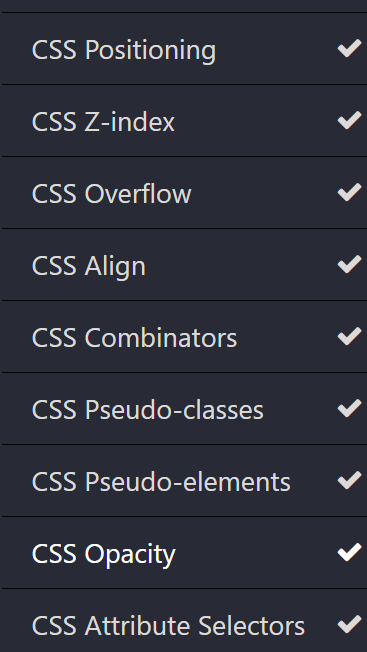 CSS Positioning
CSS Z-index
CSS Overflow
CSS Align
CSS Combinators
CSS Pseudo-classes
CSS Pseudo-elements
CSS Opacity
CSS Attribute Selectors